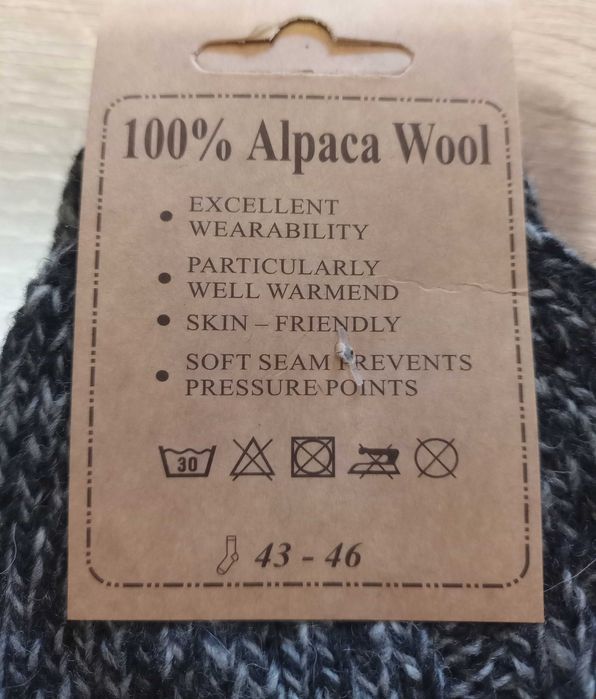 100% Alpaca Wool
• EXCELLENT
WEARABILITY
• PARTICULARLY
WELL WARMEND
• SKIN – FRIENDLY
• SOFT SEAM PREVENTS
PRESSURE POINTS
30
43 - 46